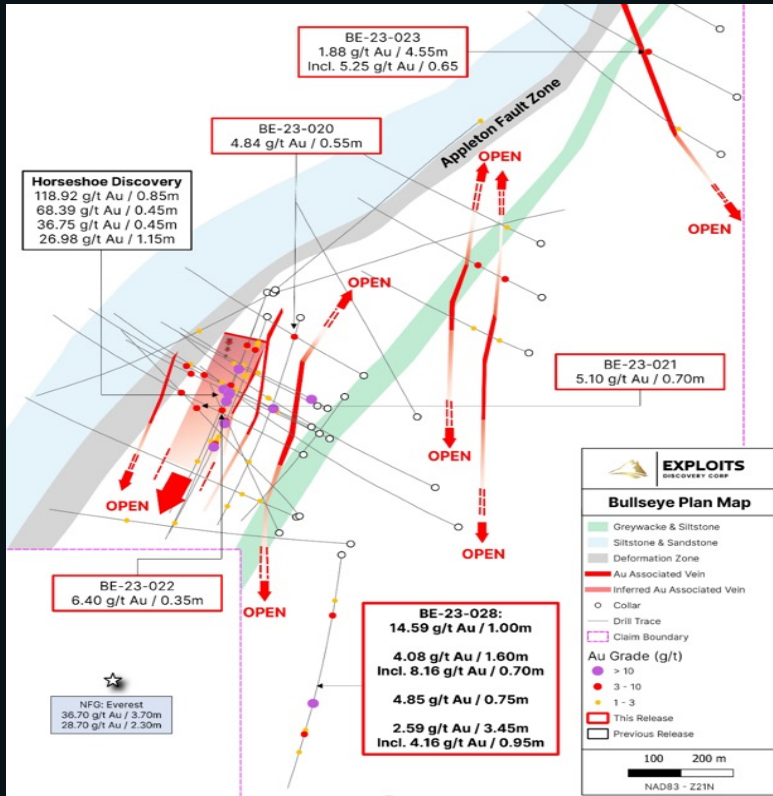 BE-23-023
1.88 g/t Au / 4.55m
Incl. 5.25 g/t Au / 0.65
BE-23-020
4.84 g/t Au / 0.55m
Appleton Fault Zone
OPEN
OPEN
Horseshoe Discovery
118.92 g/t Au / 0.85m
68.39 g/t Au / 0.45m
36.75 g/t Au / 0.45m
26.98 g/t Au / 1.15m
OPEN
BE-23-021
5.10 g/t Au / 0.70m
OPEN
OPEN
OPEN
BE-23-022
6.40 g/t Au / 0.35m
OPEN
BE-23-028:
14.59 g/t Au / 1.00m
4.08 g/t Au / 1.60m
Incl. 8.16 g/t Au / 0.70m
4.85 g/t Au / 0.75m
2.59 g/t Au / 3.45m
Incl. 4.16 g/t Au / 0.95m
NFG: Everest
36.70 g/t Au / 3.70m
28.70 g/t Au / 2.30m
EXPLOITS
DISCOVERY CORP
Bullseye Plan Map
Greywacke & Siltstone
Siltstone & Sandstone
Deformation Zone
Au Associated Vein
Inferred Au Associated Vein
Collar
Drill Trace
Claim Boundary
Au Grade (g/t)
> 10
3 - 10
1 - 3
This Release
Previous Release
100 200 m
NAD83 - Z21N